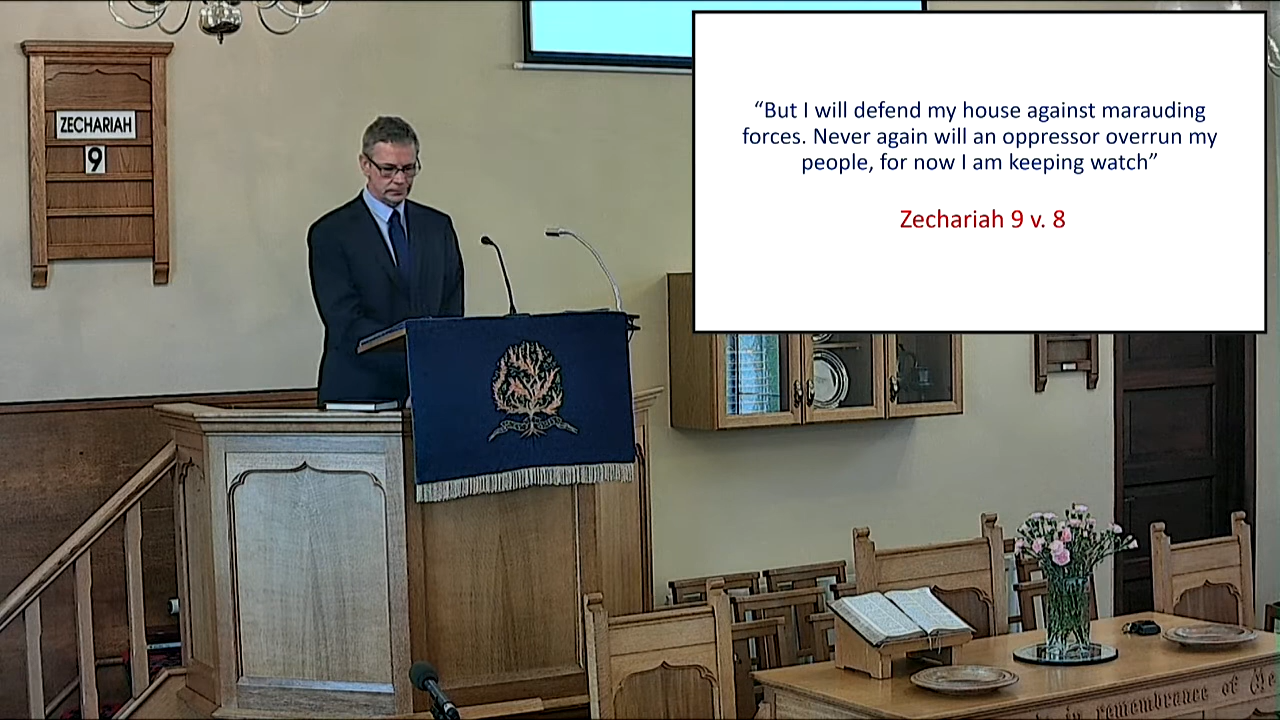 ZECHARIAH
9
“But I will defend my house against marauding
forces. Never again will an oppressor overrun my
people, for now I am keeping watch”
Zechariah 9 v. 8
in remembrance of Me